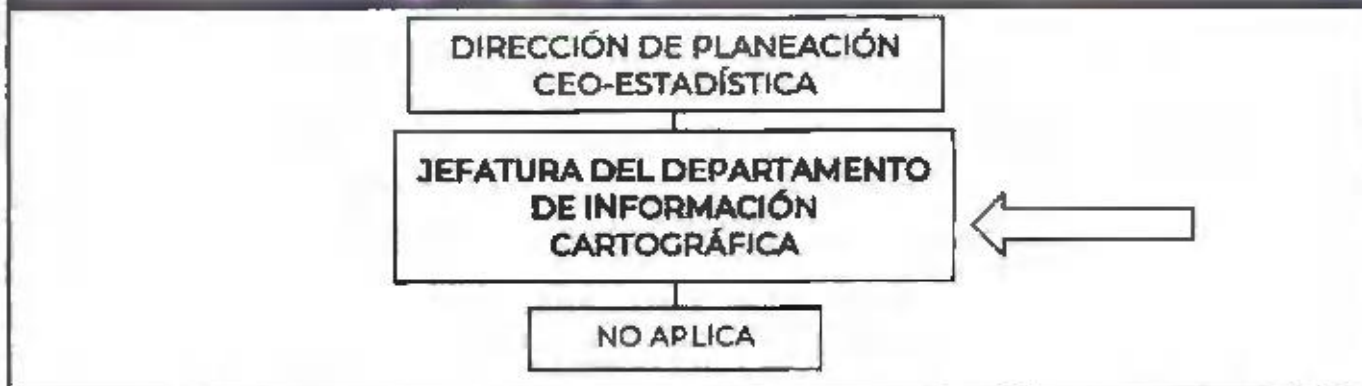 DIRECCIÓN DE PLANEACIÓN
CEO-ESTADÍSTICA
JEFATURA DEL DEPARTAMENTO
DE INFORMACIÓN
CARTOGRÁFICA
NO APLICA